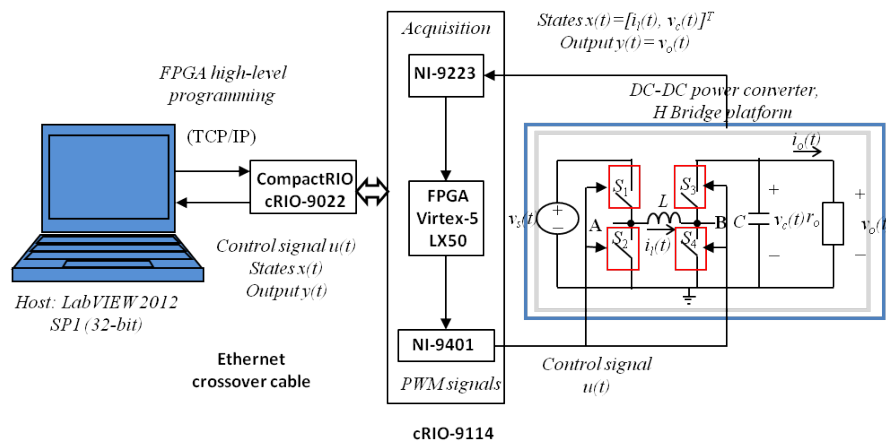 States x(t)=[i_l(t), v_c(t)]^T
Output y(t)= v_o(t)
Acquisition
NI-9223
FPGA high-level
programming
(TCP/IP)
DC-DC power converter,
H Bridge platform
i_o(t)
CompactRIO
cRIO-9022
FPGA
Virtex-5
LX50
S_1
S_3
L
v_s(t)
+
−
A
B
C
+
v_c(t)
−
r_o
+
v_o(t)
−
S_2
i_l(t)
S_4
Control signal u(t)
States x(t)
Output y(t)
Host: LabVIEW 2012
SP1 (32-bit)
NI-9401
Ethernet
crossover cable
PWM signals
Control signal
u(t)
cRIO-9114